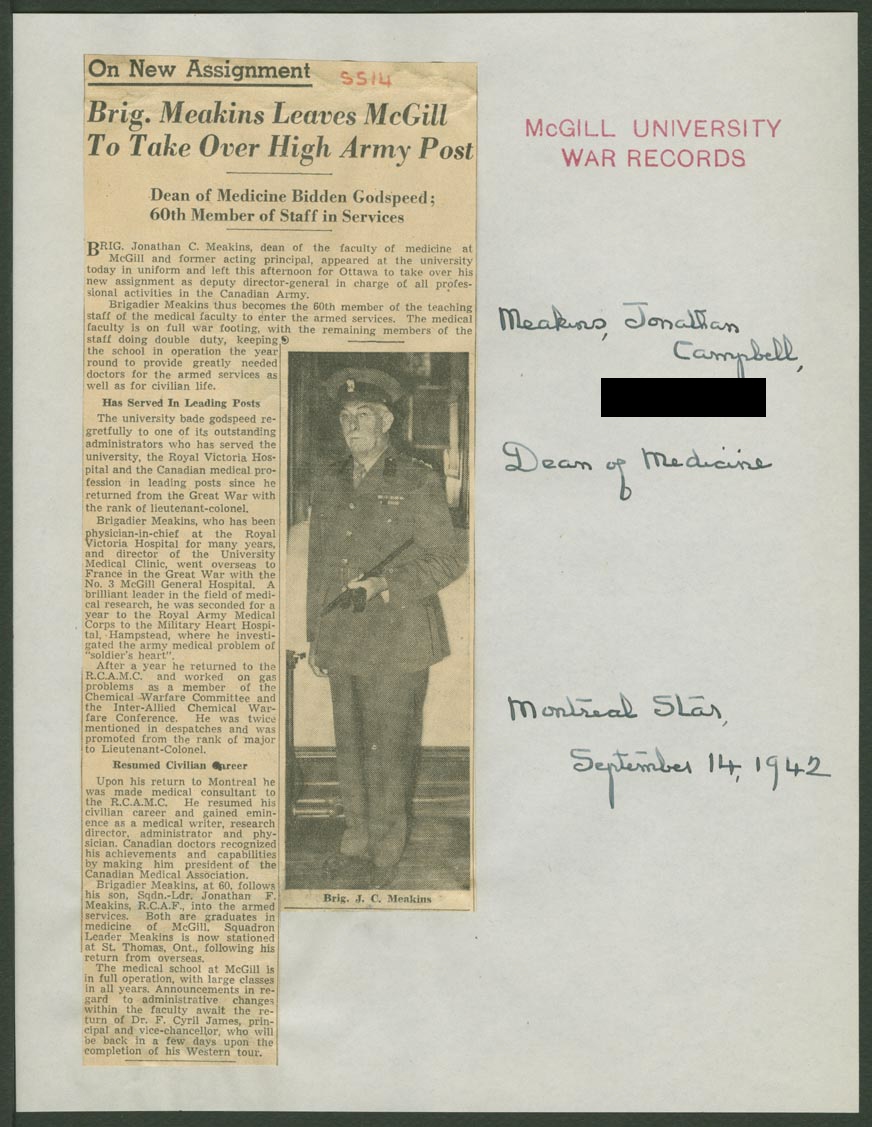 On New Assignment
SS14
Brig. Meakins Leaves McGill
To Take Over High Army Post
Dean of Medicine Bidden Godspeed;
60th Member of Staff in Services
BRIG. Jonathan C. Meakins, dean of the faculty of medicine at
McGill and former acting principal, appeared at the university
today in uniform and left this afternoon for Ottawa to take over his
new assignment as deputy director-general in charge of all profes-
sional activities in the Canadian Army.
Brigadier Meakins thus becomes the 60th member of the teaching
staff of the medical faculty to enter the armed services. The medical
faculty is on full war footing, with the remaining members of the
staff doing double duty, keeping
the school in operation the year
round to provide greatly needed
doctors for the armed services as
well as for civilian life.
Has Served In Leading Posts
The university bade godspeed re-
gretfully to one of its outstanding
administrators who has served the
university, the Royal Victoria Hos-
pital and the Canadian medical pro-
fession in leading posts since he
returned from the Great War with
the rank of lieutenant-colonel.
Brigadier Meakins, who has been
physician-in-chief at the Royal
Victoria Hospital for many years,
and director of the University
Medical Clinic, went overseas to
France in the Great War with the
No. 3 McGill General Hospital. A
brilliant leader in the field of medi-
cal research, he was seconded for a
year to the Royal Army Medical
Corps to the Military Heart Hospi-
tal, Hampstead, where he investi-
gated the army medical problem of
"soldier's heart".
After a year he returned to the
R.C.A.M.C. and worked on gas
problems as a member of the
Chemical Warfare Committee and
the Inter-Allied Chemical War-
fare Conference. He was twice
mentioned in despatches and was
promoted from the rank of major
to Lieutenant-Colonel.
Resumed Civilian Career
Upon his return to Montreal he
was made medical consultant to
the R.C.A.M.C. He resumed his
civilian career and gained emin-
ence as a medical writer, research
director, administrator and phy-
sician. Canadian doctors recognized
his achievements and capabilities
by making him president of the
Canadian Medical Association.
Brigadier Meakins, at 60, follows
his son, Sqdn.-Ldr. Jonathan F.
Meakins, R.C.A.F., into the armed
services. Both are graduates in
medicine of McGill. Squadron
Leader Meakins is now stationed
at St. Thomas, Ont., following his
return from overseas.
The medical school at McGill is
in full operation, with large classes
in all years. Announcements in re-
gard to administrative changes
within the faculty await the re-
turn of Dr. F. Cyril James, prin-
cipal and vice-chancellor, who will
be back in a few days upon the
completion of his Western tour.
Brig. J. C. Meakins
McGILL UNIVERSITY
WAR RECORDS
Meakins, Jonathan
Campbell,
Dean of Medicine
Montreal Star,
September 14, 1942